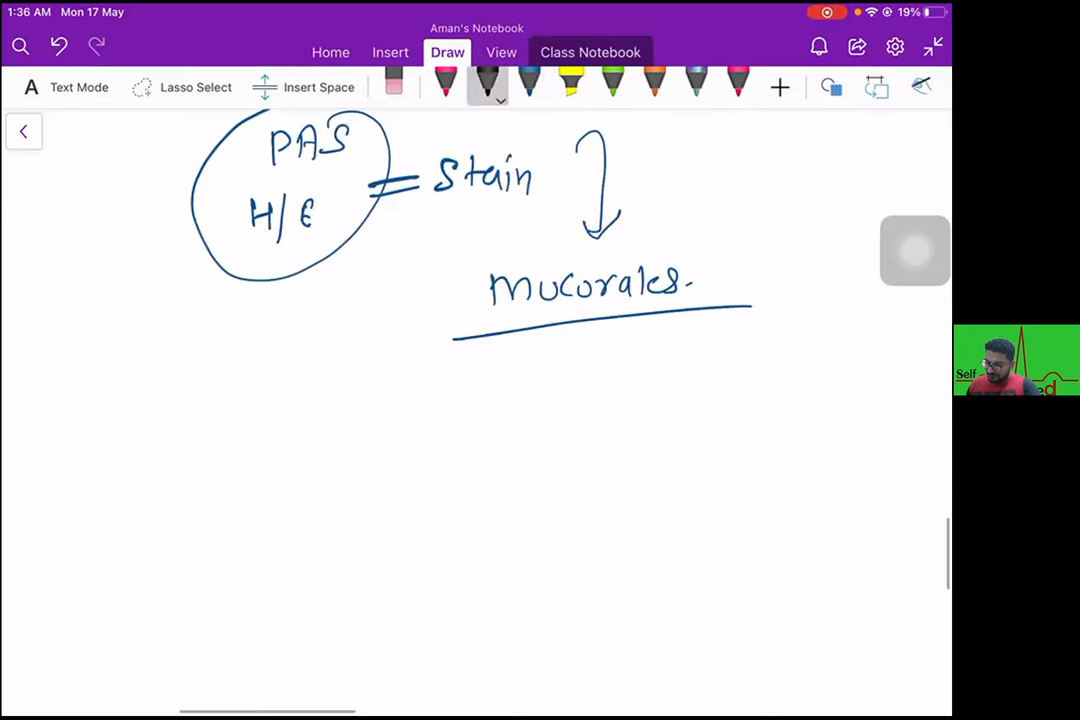 1:36 AM Mon 17 May
19%
Aman's Notebook
Home Insert Draw View Class Notebook
A Text Mode Lasso Select Insert Space
PAS
H/E = Stain
Mucorales.
Self
ed